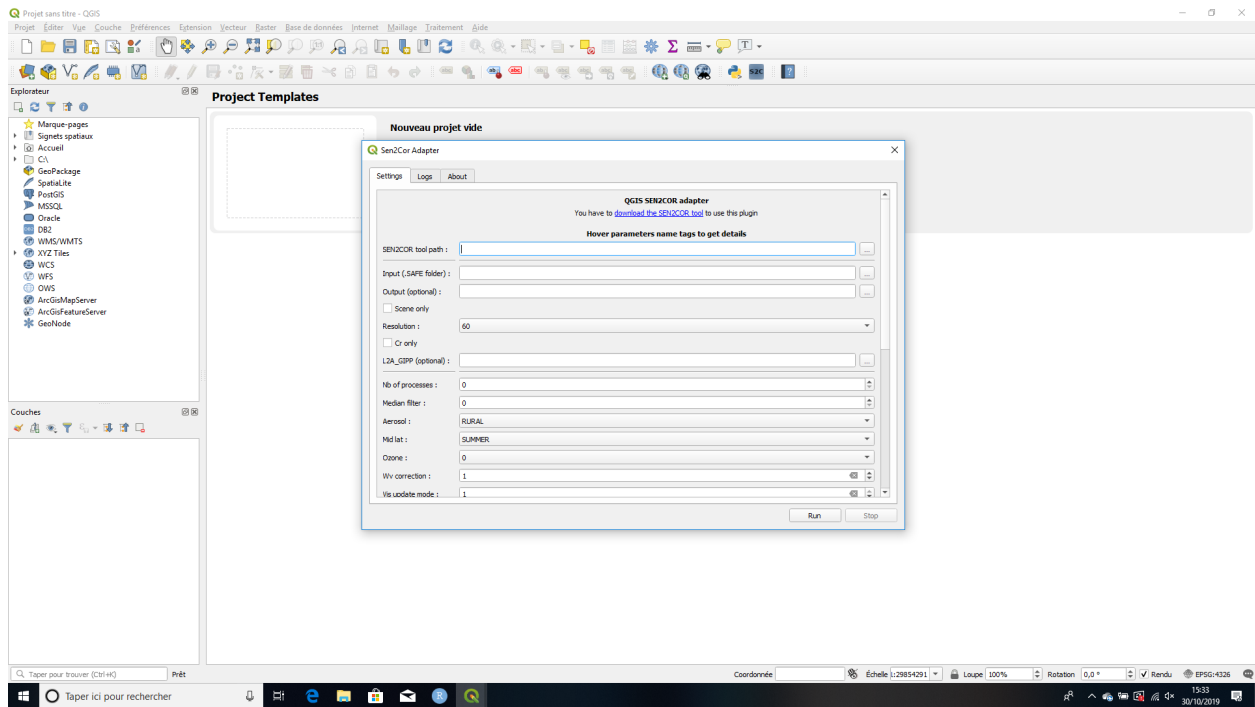 Projet sans titre - QGIS
Projet Éditer Vue Couche Préférences Extension Vecteur Raster Base de données Internet Maillage Traitement Aide
Explorateur
Marque-pages
Signets spatiaux
Accueil
C:\
GeoPackage
SpatiaLite
PostGIS
MSSQL
Oracle
DB2
WMS/WMTS
XYZ Tiles
WCS
WFS
OWS
ArcGisMapServer
ArcGisFeatureServer
GeoNode
Couches
Project Templates
Nouveau projet vide
Sen2Cor Adapter
Settings Logs About
QGIS SEN2COR adapter
You have to download the SEN2COR tool to use this plugin
Hover parameters name tags to get details
SEN2COR tool path : ...
Input (.SAFE folder) : ...
Output (optional) : ...
Scene only
Resolution : 60
Cr only
L2A_GIPP (optional) : ...
Nb of processes : 0
Median filter : 0
Aerosol : RURAL
Mid lat : SUMMER
Ozone : 0
Wv correction : 1
Vis update mode : 1
Run Stop
Taper pour trouver (Ctrl+K) Prêt Coordonnée Échelle 1:29854291 Loupe 100% Rotation 0,0 ° Rendu EPSG:4326
Taper ici pour rechercher
15:33
30/10/2019